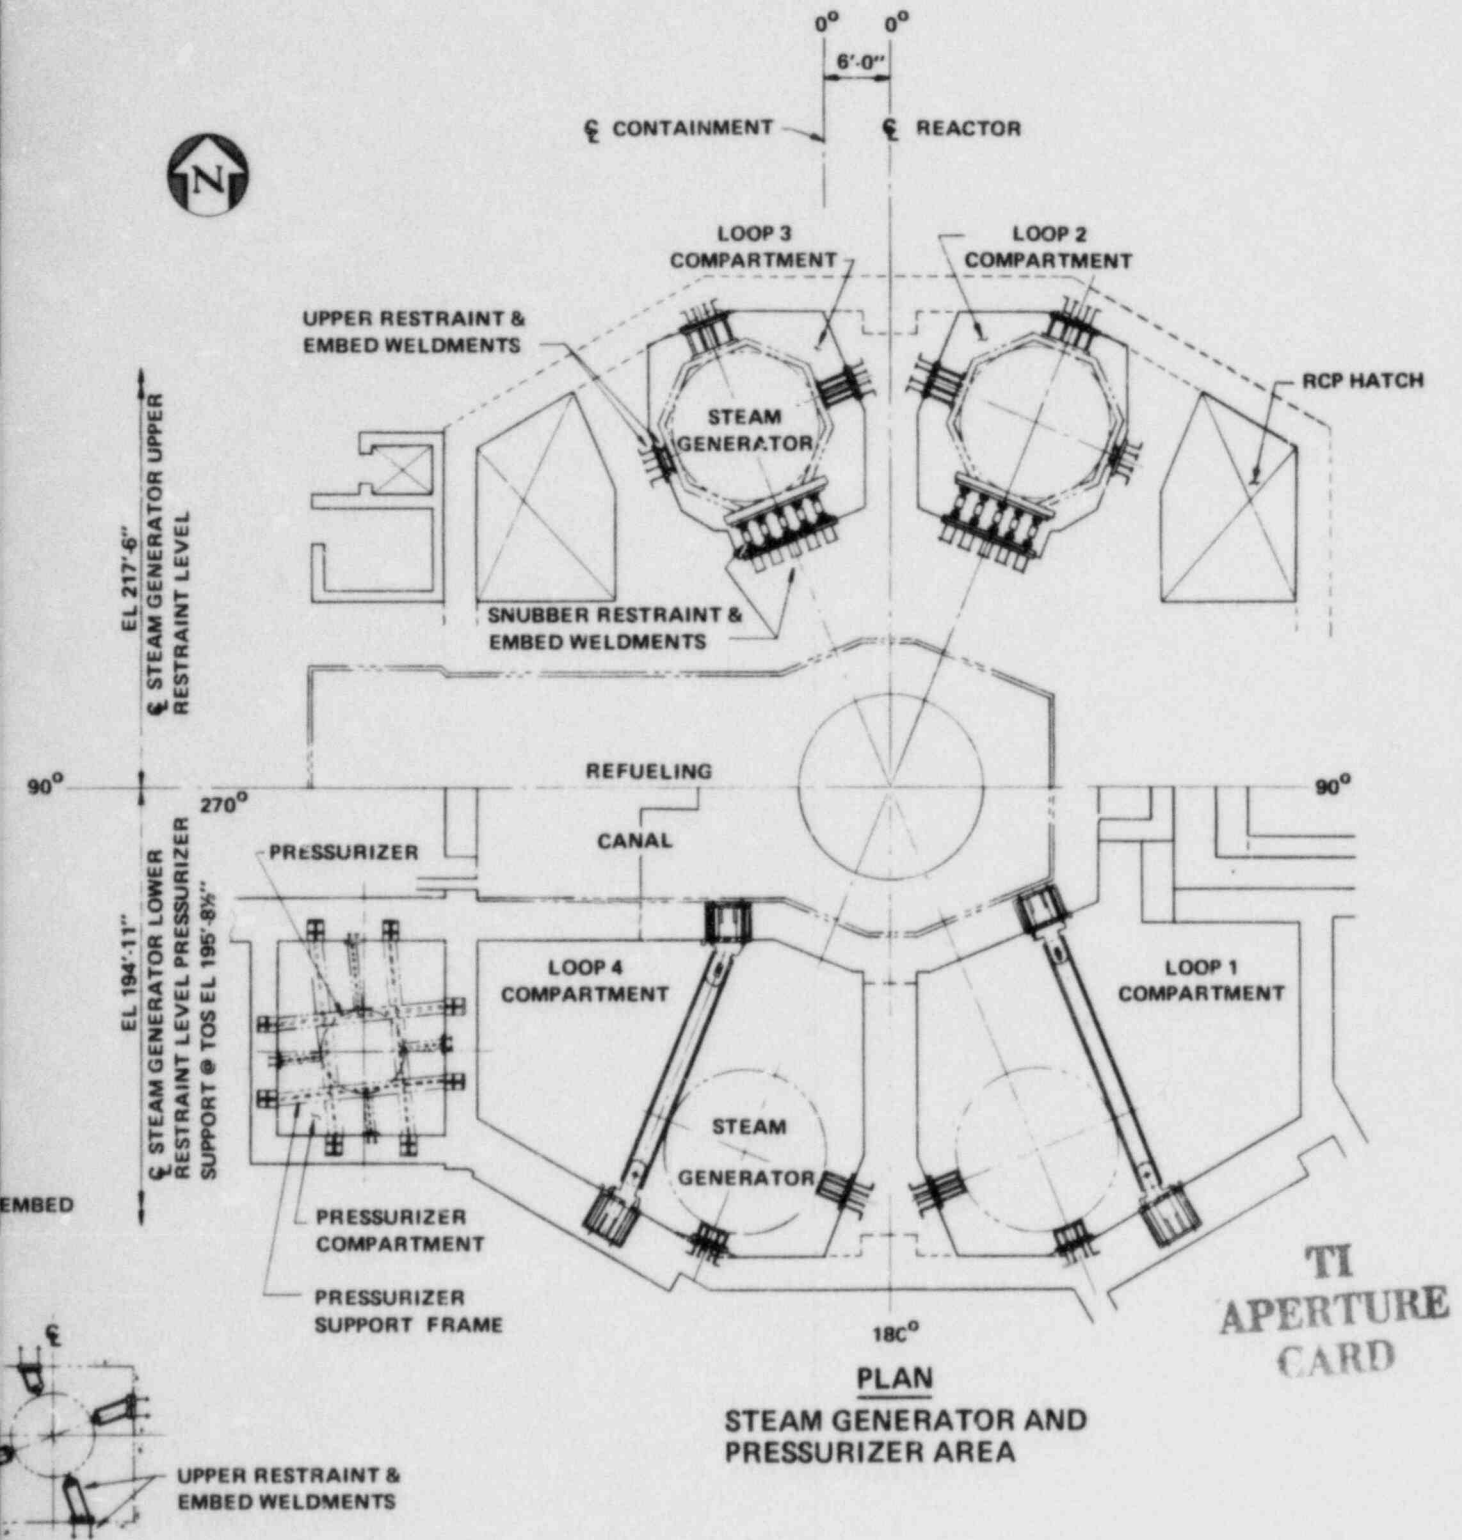 0° 0°
6'-0"
℄ CONTAINMENT
℄ REACTOR
N
LOOP 3
COMPARTMENT
LOOP 2
COMPARTMENT
UPPER RESTRAINT &
EMBED WELDMENTS
RCP HATCH
STEAM
GENERATOR
EL 217'-6"
℄ STEAM GENERATOR UPPER
RESTRAINT LEVEL
SNUBBER RESTRAINT &
EMBED WELDMENTS
90°
270°
REFUELING
CANAL
90°
PRESSURIZER
EL 194'-11"
℄ STEAM GENERATOR LOWER
RESTRAINT LEVEL PRESSURIZER
SUPPORT @ TOS EL 195'-8½"
LOOP 4
COMPARTMENT
LOOP 1
COMPARTMENT
STEAM
GENERATOR
EMBED
PRESSURIZER
COMPARTMENT
PRESSURIZER
SUPPORT FRAME
℄
180°
PLAN
STEAM GENERATOR AND
PRESSURIZER AREA
TI
APERTURE
CARD
UPPER RESTRAINT &
EMBED WELDMENTS